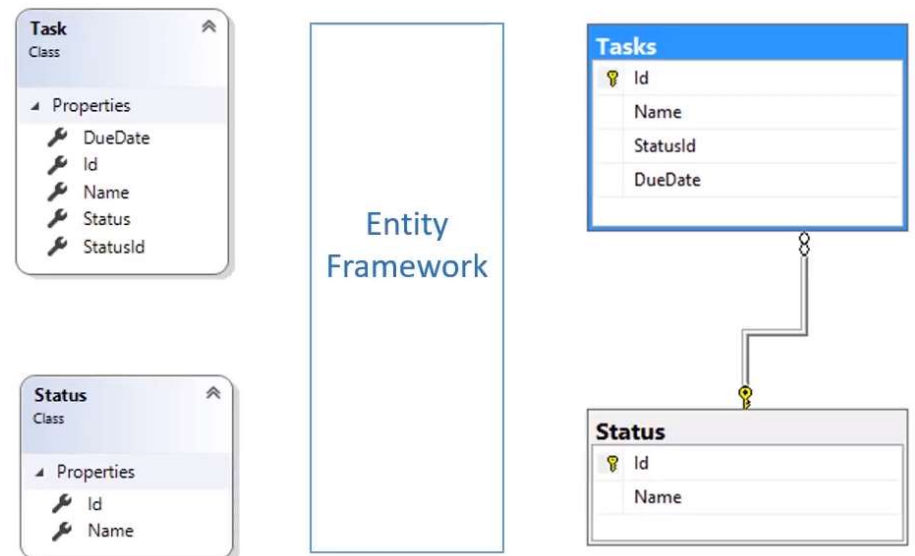 Task
Class
Properties
DueDate
Id
Name
Status
StatusId
Status
Class
Properties
Id
Name
Entity
Framework
Tasks
Id
Name
StatusId
DueDate
Status
Id
Name